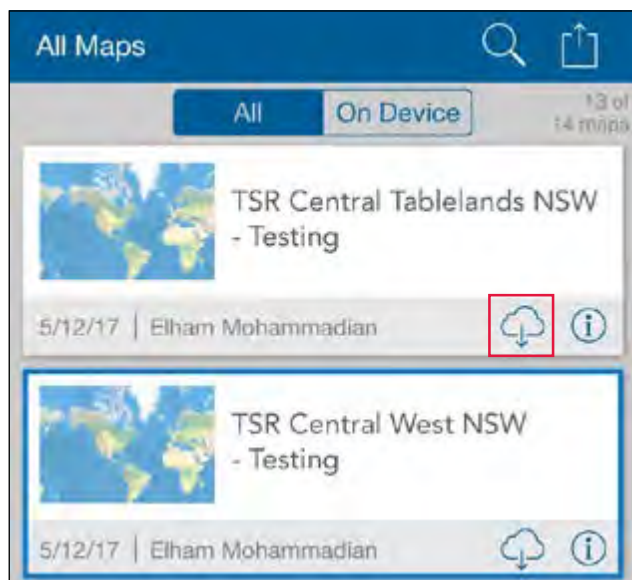 All Maps
All On Device
13 of
14 maps
TSR Central Tablelands NSW
- Testing
5/12/17 | Elham Mohammadian
TSR Central West NSW
- Testing
5/12/17 | Elham Mohammadian